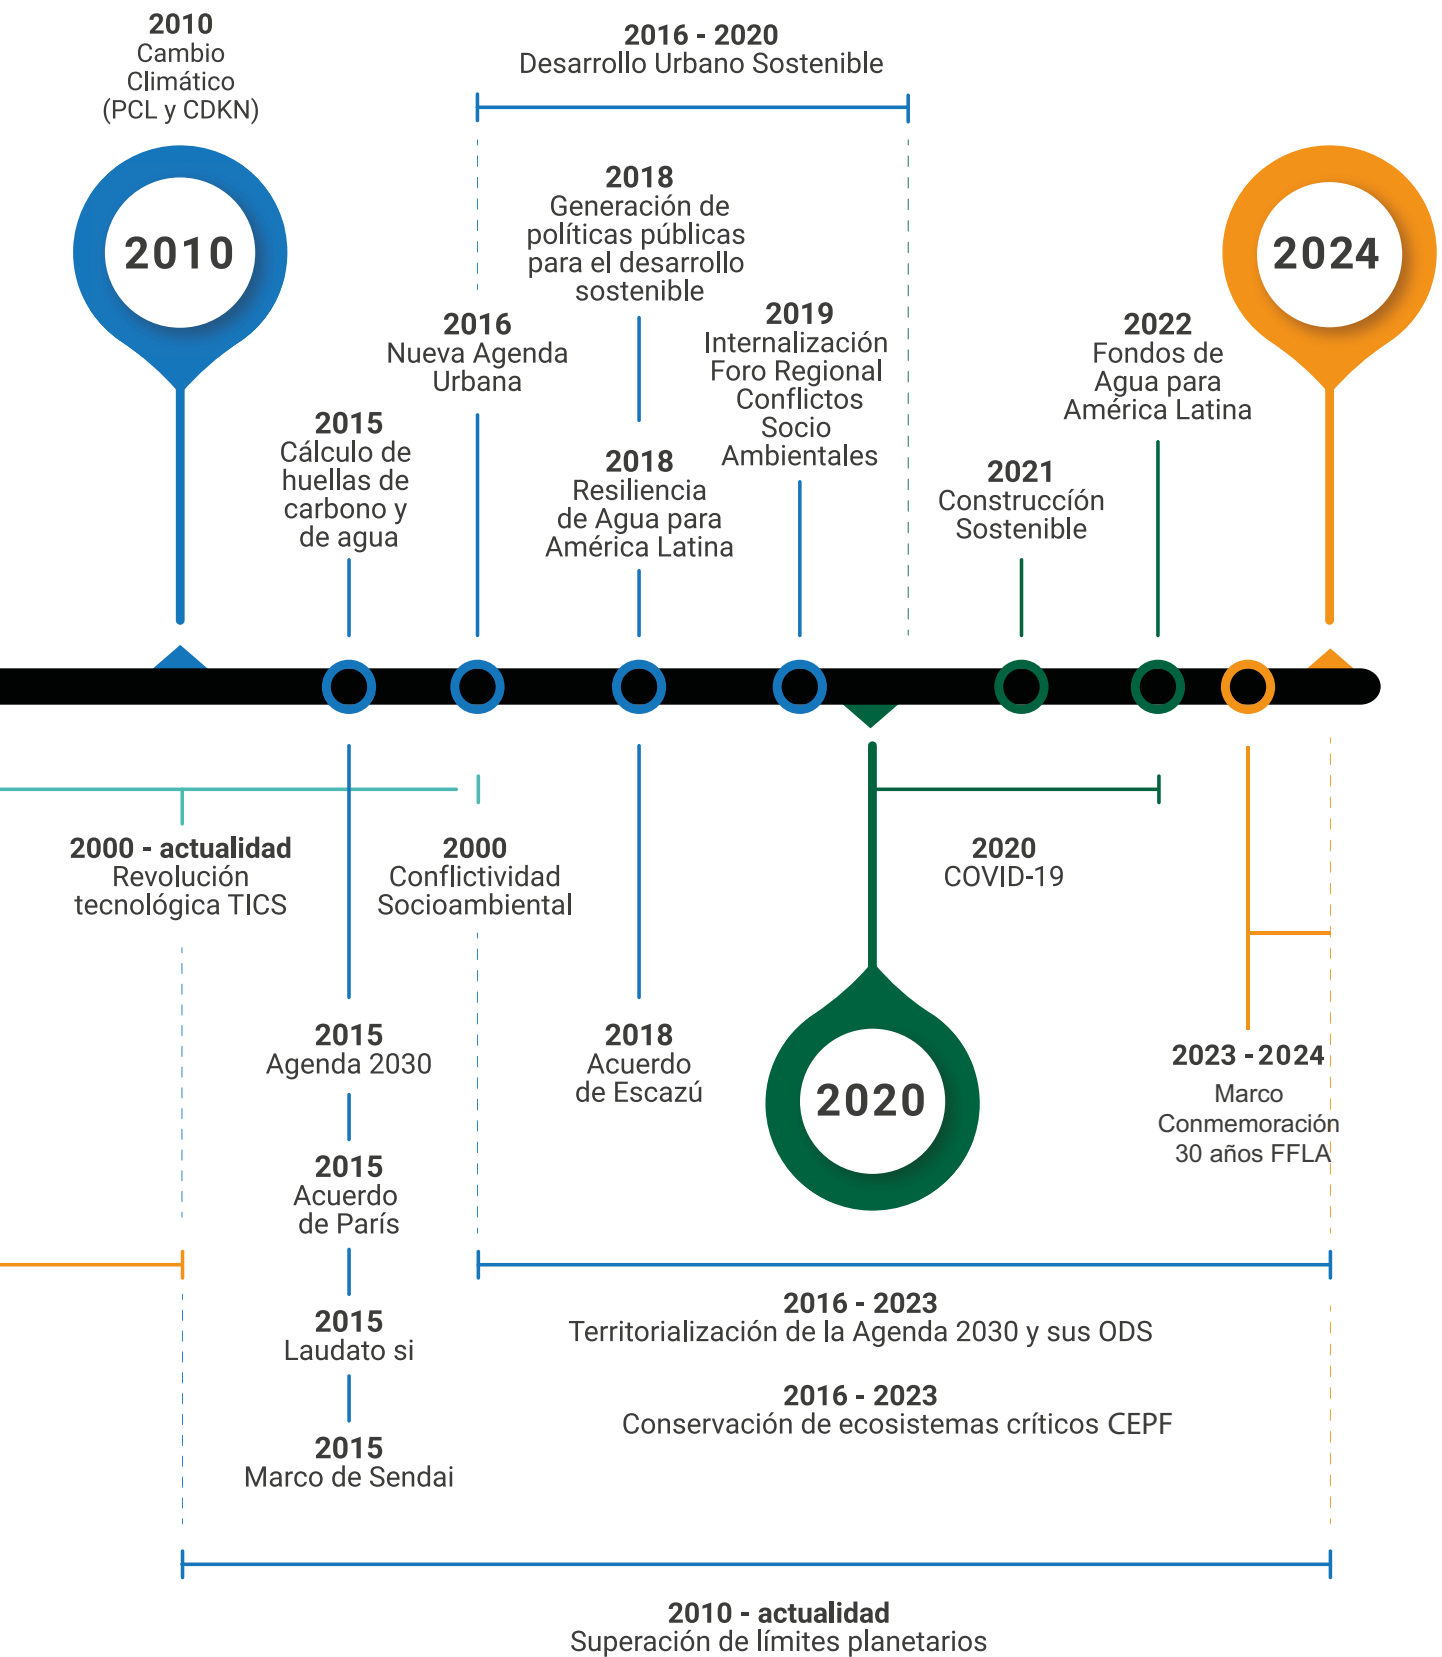 2010
Cambio
Climático
(PCL y CDKN)
2010
2016 - 2020
Desarrollo Urbano Sostenible
2015
Cálculo de
huellas de
carbono y
de agua
2016
Nueva Agenda
Urbana
2018
Generación de
políticas públicas
para el desarrollo
sostenible
2018
Resiliencia
de Agua para
América Latina
2019
Internalización
Foro Regional
Conflictos
Socio
Ambientales
2021
Construccíón
Sostenible
2022
Fondos de
Agua para
América Latina
2024
2000 - actualidad
Revolución
tecnológica TICS
2000
Conflictividad
Socioambiental
2015
Agenda 2030
2015
Acuerdo
de París
2015
Laudato si
2015
Marco de Sendai
2018
Acuerdo
de Escazú
2020
COVID-19
2020
2023 - 2024
Marco
Conmemoración
30 años FFLA
2016 - 2023
Territorialización de la Agenda 2030 y sus ODS
2016 - 2023
Conservación de ecosistemas críticos CEPF
2010 - actualidad
Superación de límites planetarios